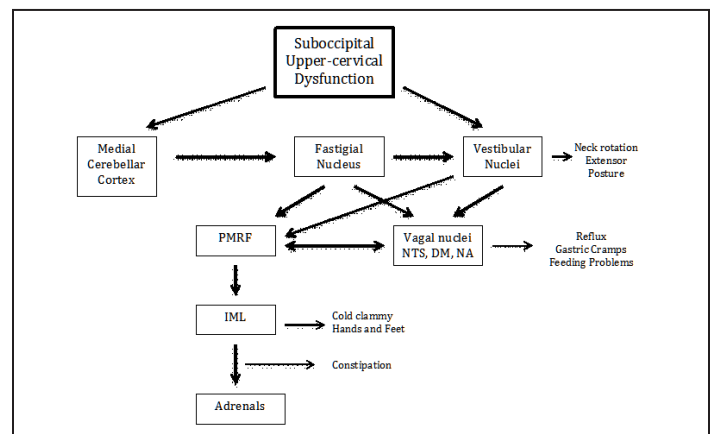 Suboccipital
Upper-cervical
Dysfunction
Medial
Cerebellar
Cortex
Fastigial
Nucleus
Vestibular
Nuclei
Neck rotation
Extensor
Posture
PMRF
Vagal nuclei
NTS, DM, NA
Reflux
Gastric Cramps
Feeding Problems
IML
Cold clammy
Hands and Feet
Constipation
Adrenals